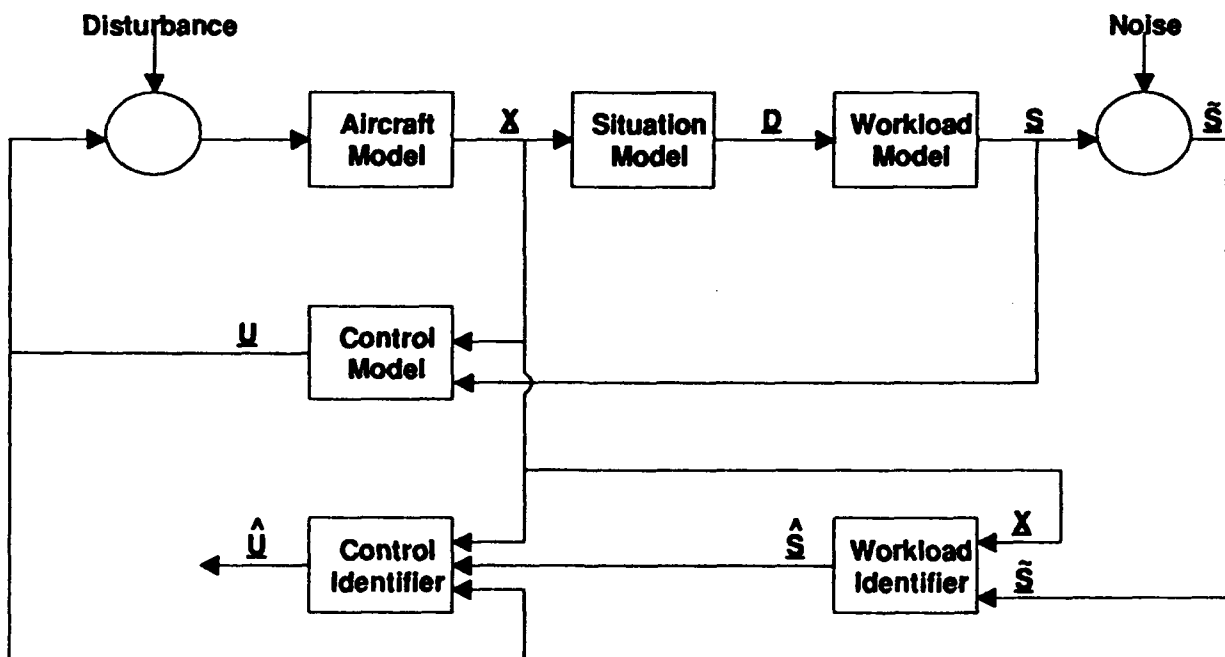 Disturbance
Noise
Aircraft
Model
X
Situation
Model
D
Workload
Model
S
S̃
U
Control
Model
Û
Control
Identifier
Ŝ
Workload
Identifier
X
S̃